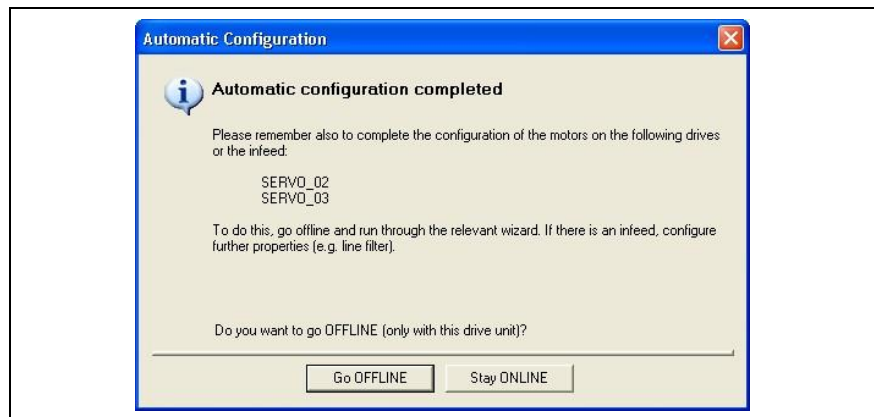 Automatic Configuration
Automatic configuration completed
Please remember also to complete the configuration of the motors on the following drives
or the infeed:
SERVO_02
SERVO_03
To do this, go offline and run through the relevant wizard. If there is an infeed, configure
further properties (e.g. line filter).
Do you want to go OFFLINE (only with this drive unit)?
Go OFFLINE
Stay ONLINE